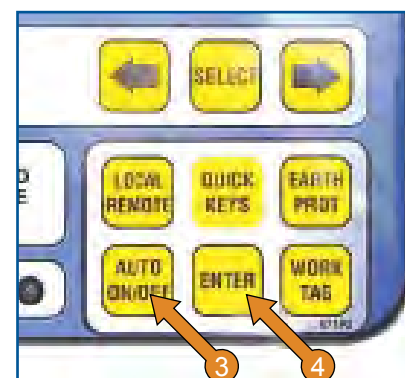 SELECT
LOCAL
REMOTE
QUICK
KEYS
EARTH
PROT
AUTO
ON/OFF
ENTER
WORK
TAG
3
4